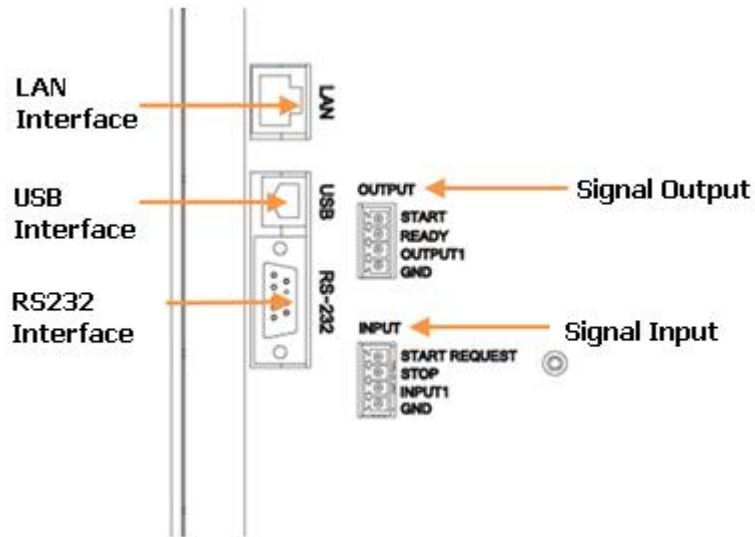 LAN
Interface
LAN
USB
Interface
USB
RS232
Interface
RS-232
OUTPUT
Signal Output
START
READY
OUTPUT1
GND
INPUT
Signal Input
START REQUEST
STOP
INPUT1
GND